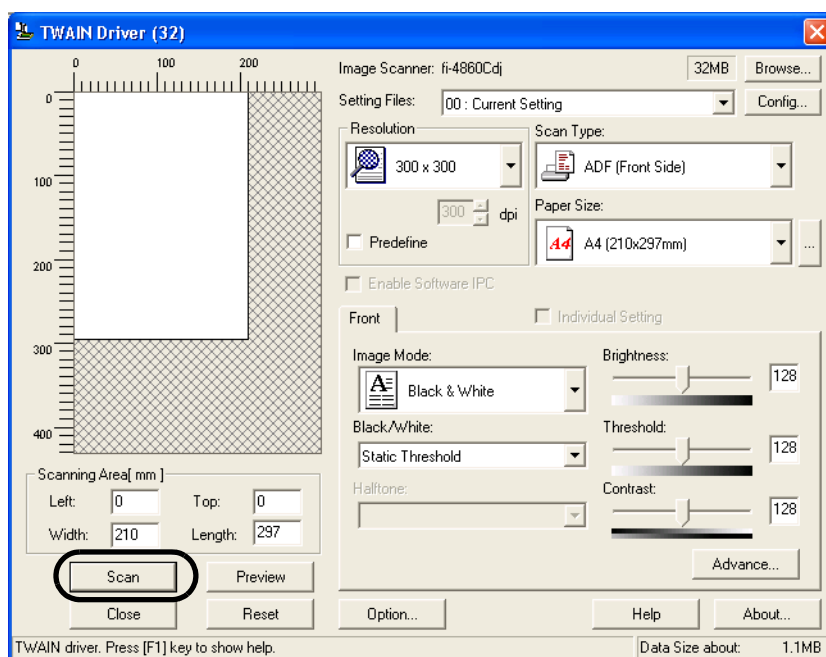 TWAIN Driver (32)
0 100 200
0
100
200
300
400
Image Scanner: fi-4860Cdj 32MB Browse...
Setting Files: 00 : Current Setting Config...
Resolution
300 x 300
300 dpi
Predefine
Scan Type:
ADF (Front Side)
Paper Size:
A4 A4 (210x297mm) ...
Enable Software IPC
Front
Individual Setting
Image Mode:
A Black & White
Black/White:
Static Threshold
Halftone:
Brightness:
128
Threshold:
128
Contrast:
128
Advance...
Scanning Area[ mm ]
Left: 0 Top: 0
Width: 210 Length: 297
Scan Preview
Close Reset Option... Help About...
TWAIN driver. Press [F1] key to show help. Data Size about: 1.1MB